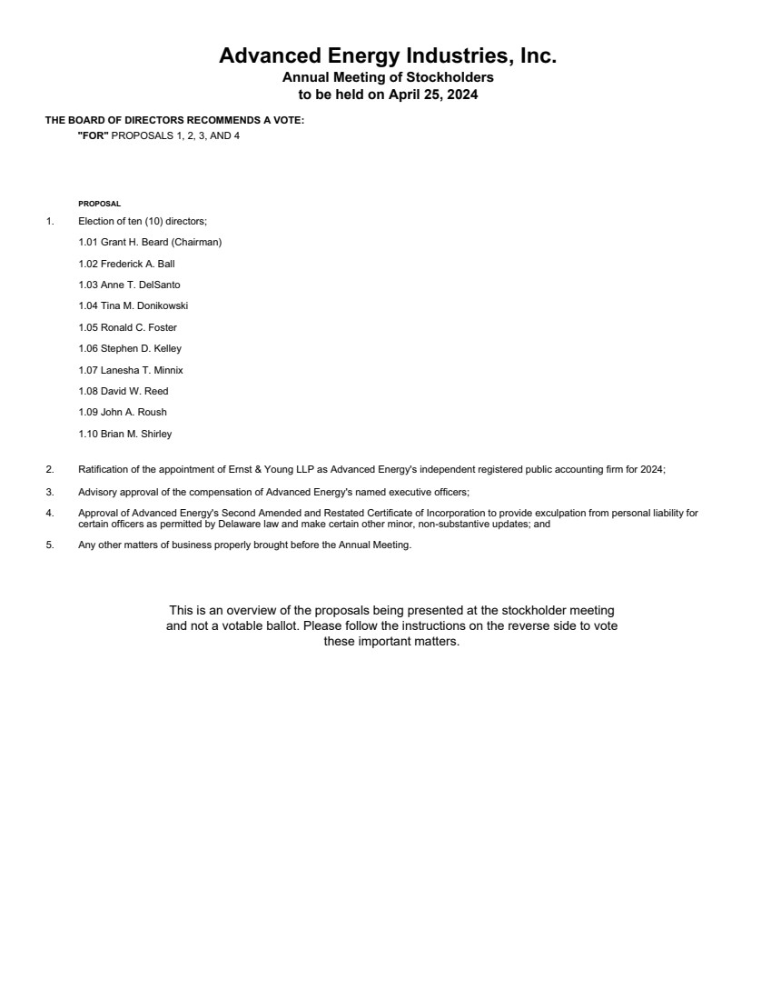 Advanced Energy Industries, Inc.
Annual Meeting of Stockholders
to be held on April 25, 2024
THE BOARD OF DIRECTORS RECOMMENDS A VOTE:
"FOR" PROPOSALS 1, 2, 3, AND 4
PROPOSAL
1. Election of ten (10) directors;
1.01 Grant H. Beard (Chairman)
1.02 Frederick A. Ball
1.03 Anne T. DelSanto
1.04 Tina M. Donikowski
1.05 Ronald C. Foster
1.06 Stephen D. Kelley
1.07 Lanesha T. Minnix
1.08 David W. Reed
1.09 John A. Roush
1.10 Brian M. Shirley
2. Ratification of the appointment of Ernst & Young LLP as Advanced Energy's independent registered public accounting firm for 2024;
3. Advisory approval of the compensation of Advanced Energy's named executive officers;
4. Approval of Advanced Energy's Second Amended and Restated Certificate of Incorporation to provide exculpation from personal liability for
certain officers as permitted by Delaware law and make certain other minor, non-substantive updates; and
5. Any other matters of business properly brought before the Annual Meeting.
This is an overview of the proposals being presented at the stockholder meeting
and not a votable ballot. Please follow the instructions on the reverse side to vote
these important matters.